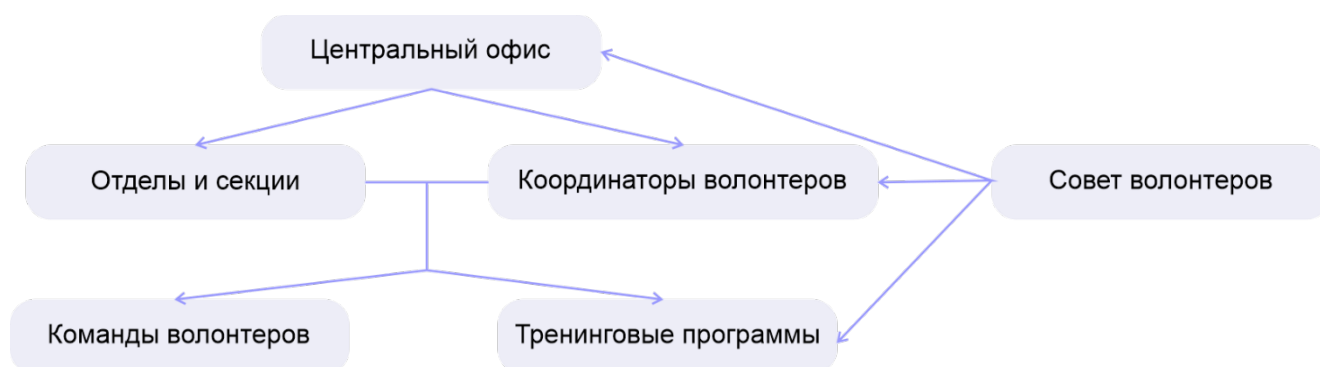 Центральный офис
Отделы и секции
Координаторы волонтеров
Совет волонтеров
Команды волонтеров
Тренинговые программы